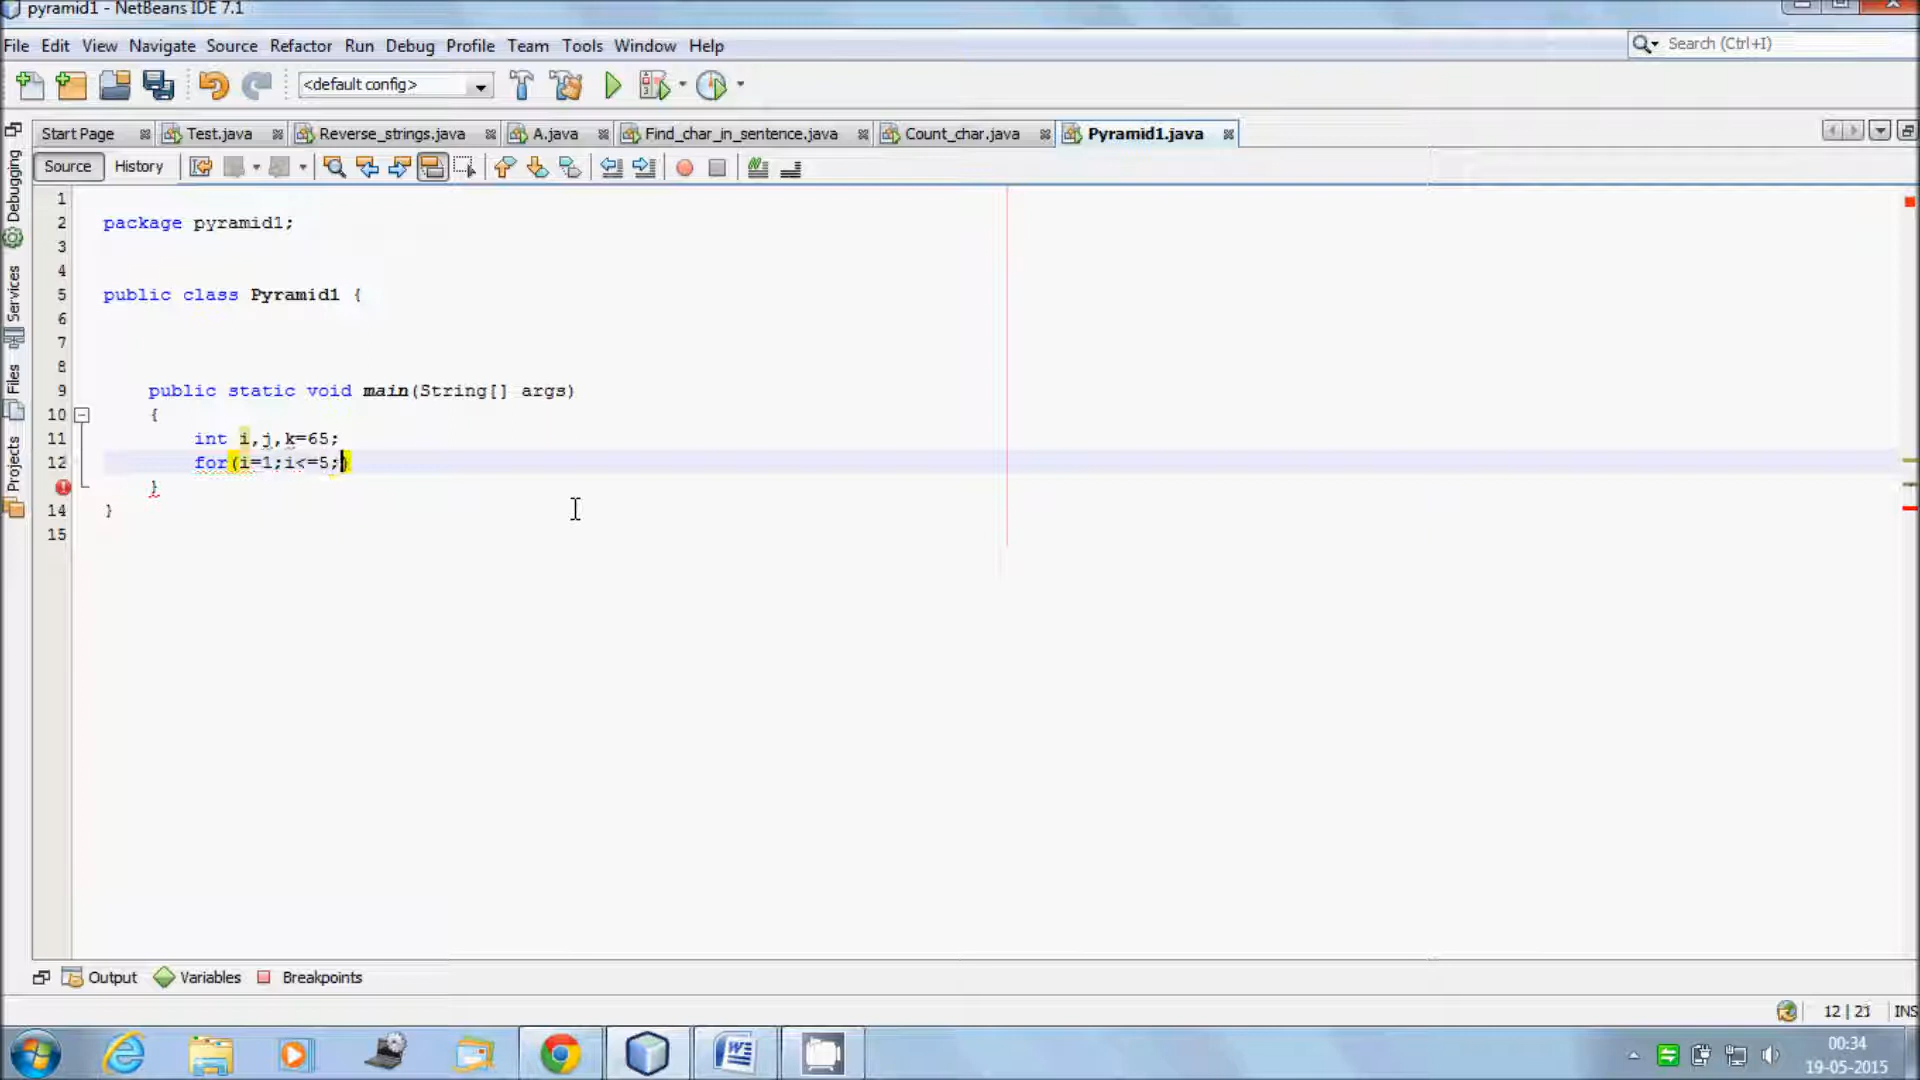 pyramid1 - NetBeans IDE 7.1
File Edit View Navigate Source Refactor Run Debug Profile Team Tools Window Help
Search (Ctrl+I)
<default config>
Start Page Test.java Reverse_strings.java A.java Find_char_in_sentence.java Count_char.java Pyramid1.java
Source History
Debugging
Services
Files
Projects
1
2 package pyramid1;
3
4
5 public class Pyramid1 {
6
7
8
9 public static void main(String[] args)
10 {
11 int i,j,k=65;
12 for(i=1;i<=5;)
}
14 }
15
Output Variables Breakpoints
12 | 21 INS
00:34
19-05-2015